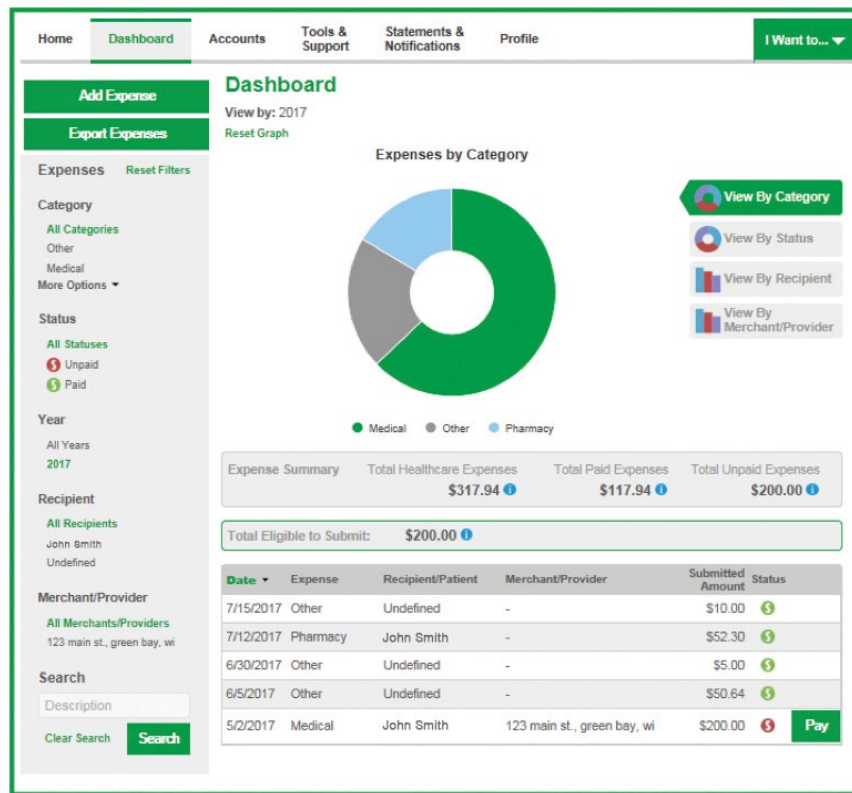 Home Dashboard Accounts Tools & Support Statements & Notifications Profile I Want to...
Add Expense
Export Expenses
Expenses Reset Filters
Category
All Categories
Other
Medical
More Options
Status
All Statuses
Unpaid
Paid
Year
All Years
2017
Recipient
All Recipients
John Smith
Undefined
Merchant/Provider
All Merchants/Providers
123 main st., green bay, wi
Search
Description
Clear Search Search
Dashboard
View by: 2017
Reset Graph
Expenses by Category
Medical Other Pharmacy
View By Category
View By Status
View By Recipient
View By
Merchant/Provider
Expense Summary Total Healthcare Expenses Total Paid Expenses Total Unpaid Expenses
$317.94 $117.94 $200.00
Total Eligible to Submit: $200.00
Date Expense Recipient/Patient Merchant/Provider Submitted Amount Status
7/15/2017 Other Undefined - $10.00
7/12/2017 Pharmacy John Smith - $52.30
6/30/2017 Other Undefined - $5.00
6/5/2017 Other Undefined - $50.64
5/2/2017 Medical John Smith 123 main st., green bay, wi $200.00 Pay